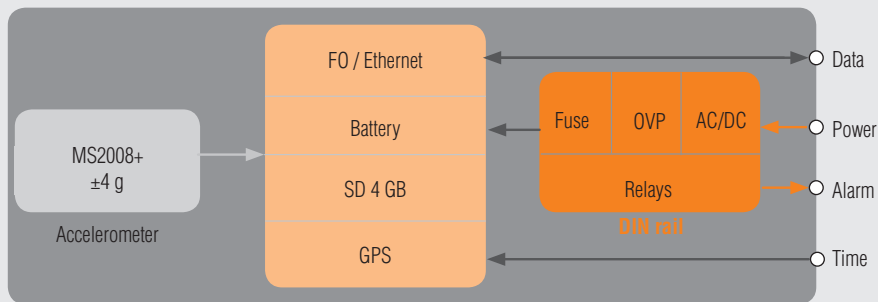 FO / Ethernet
Battery
SD 4 GB
GPS
MS2008+
±4 g
Accelerometer
Fuse
OVP
AC/DC
Relays
DIN rail
Data
Power
Alarm
Time